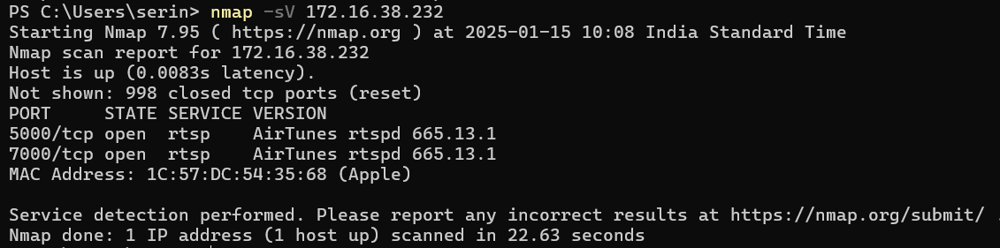 PS C:\Users\serin> nmap -sV 172.16.38.232
Starting Nmap 7.95 ( https://nmap.org ) at 2025-01-15 10:08 India Standard Time
Nmap scan report for 172.16.38.232
Host is up (0.0083s latency).
Not shown: 998 closed tcp ports (reset)
PORT     STATE SERVICE VERSION
5000/tcp open  rtsp    AirTunes rtspd 665.13.1
7000/tcp open  rtsp    AirTunes rtspd 665.13.1
MAC Address: 1C:57:DC:54:35:68 (Apple)
Service detection performed. Please report any incorrect results at https://nmap.org/submit/ .
Nmap done: 1 IP address (1 host up) scanned in 22.63 seconds